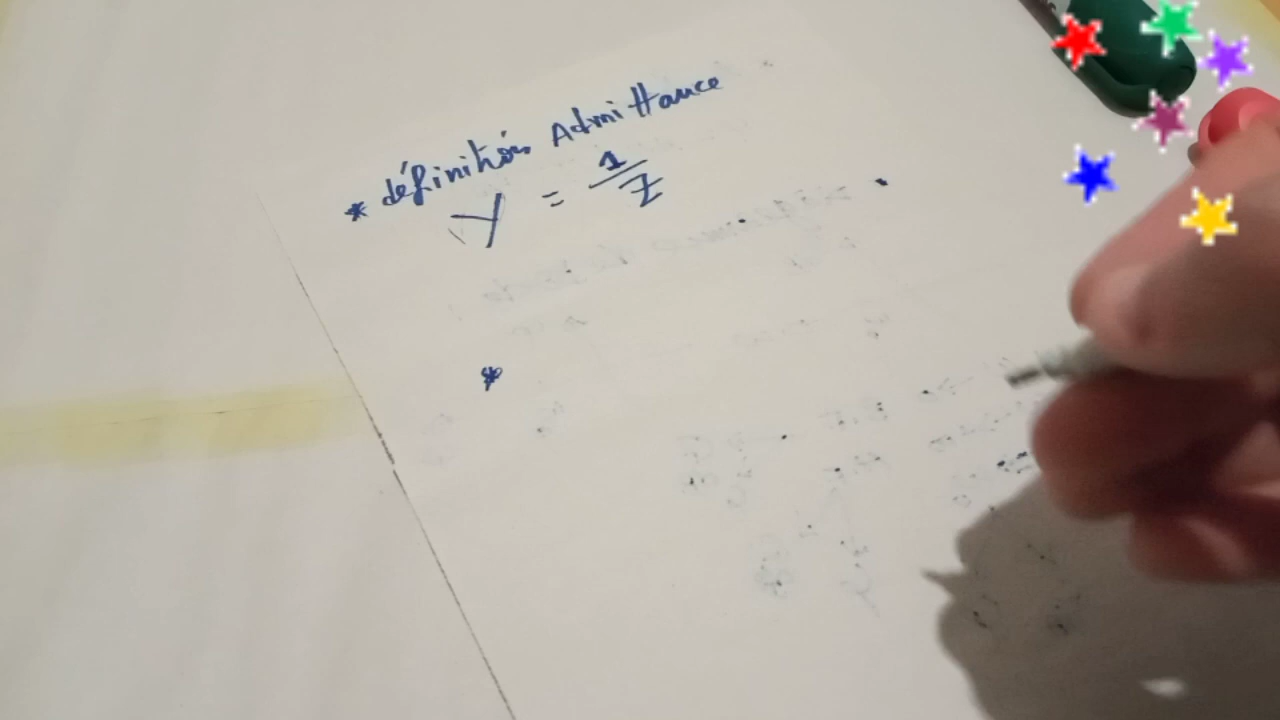 * définition Admittance
Y = 1/Z
*